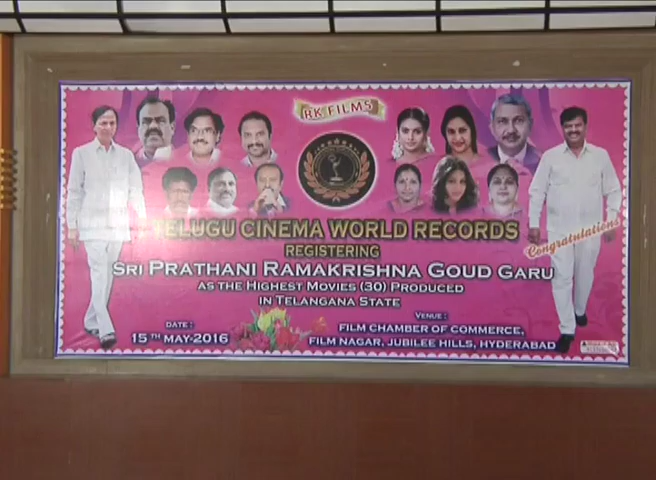 RK FILMS
TELUGU CINEMA WORLD RECORDS
REGISTERING
SRI PRATHANI RAMAKRISHNA GOUD GARU
AS THE HIGHEST MOVIES (30) PRODUCED
IN TELANGANA STATE
Congratulations
DATE:
15TH MAY-2016
VENUE:
FILM CHAMBER OF COMMERCE,
FILM NAGAR, JUBILEE HILLS, HYDERABAD